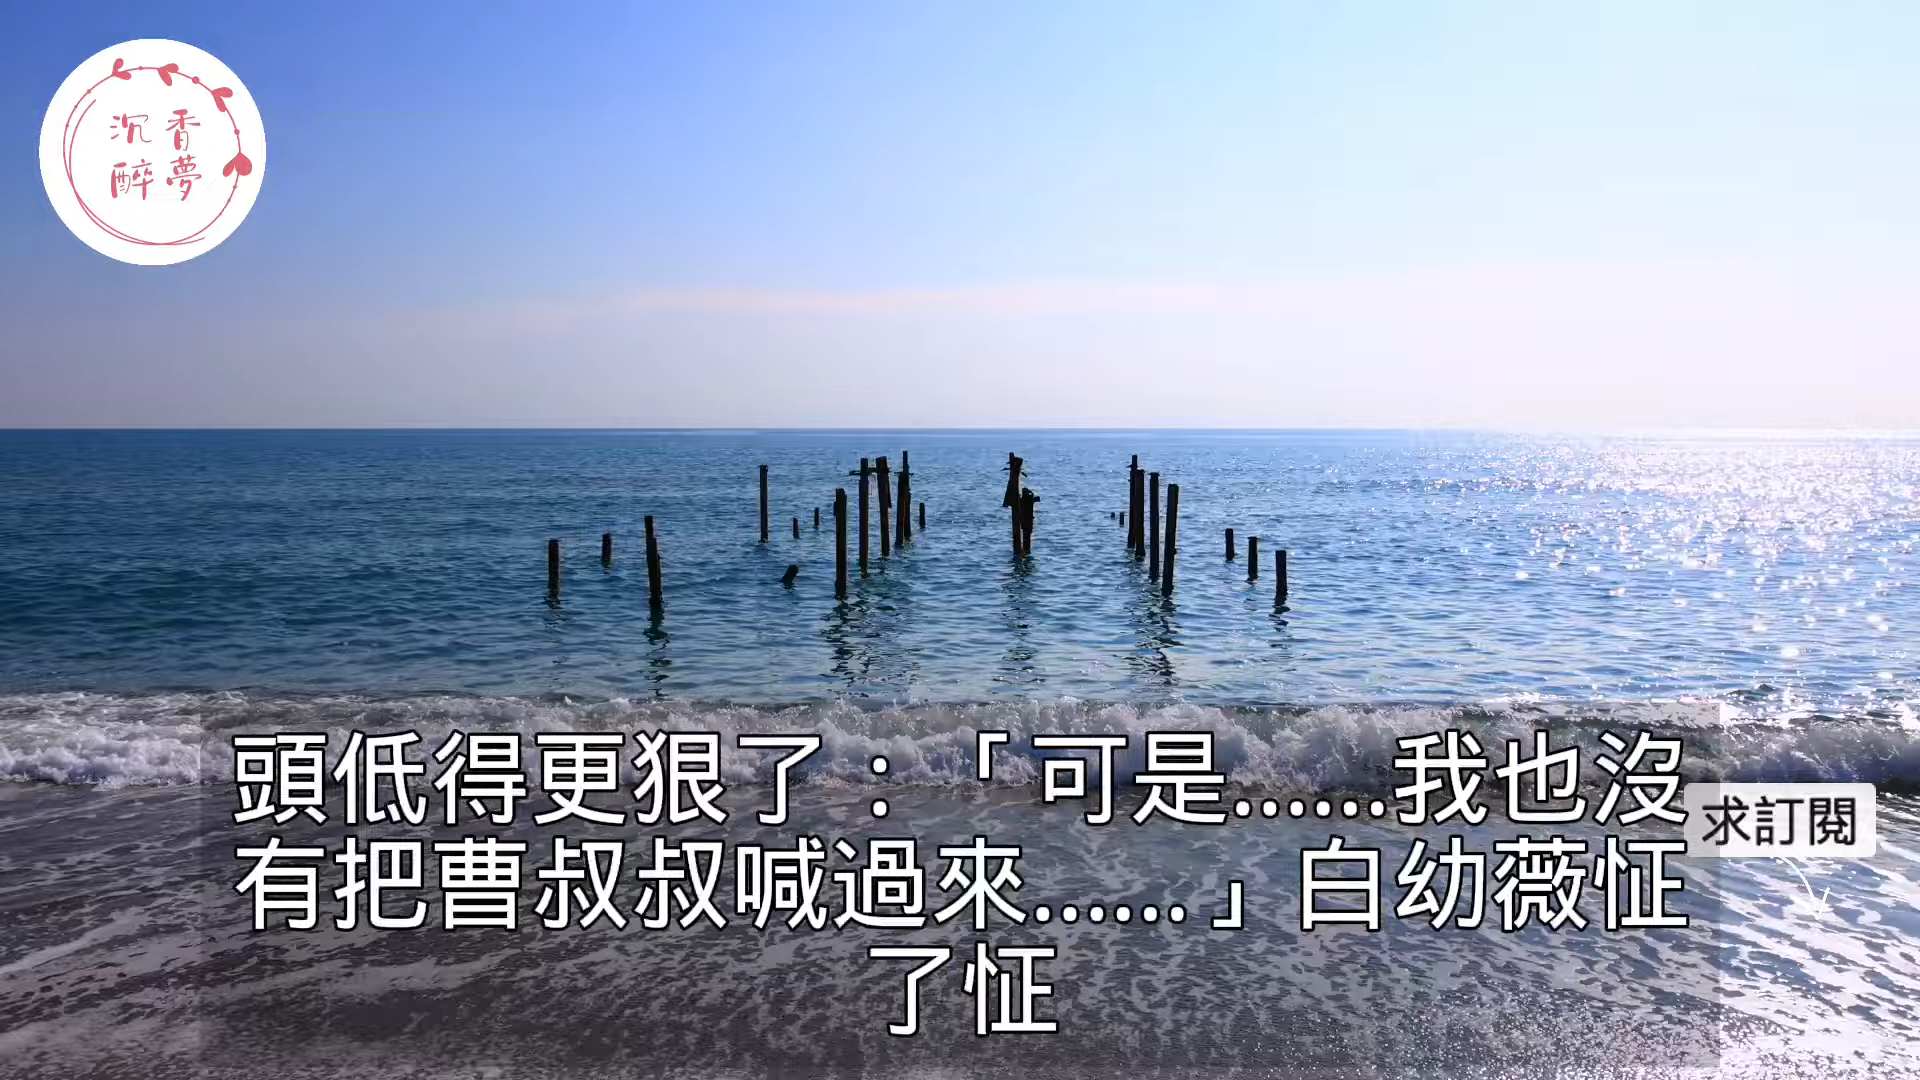 沉香
醉夢
頭低得更狠了：「可是......我也沒
有把曹叔叔喊過來......」白幼薇怔
了怔
求訂閱